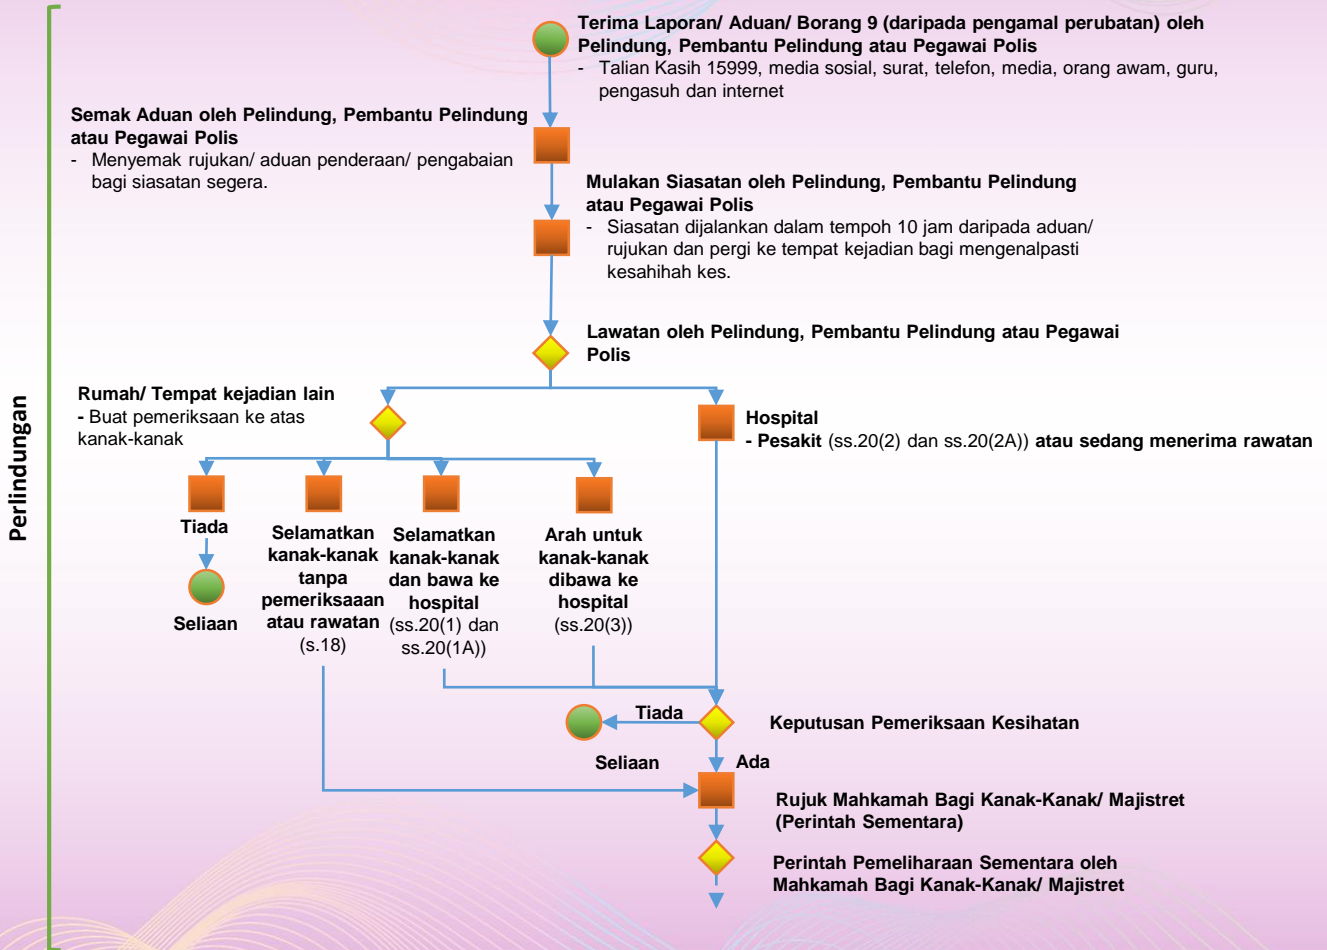 Perlindungan
Terima Laporan/ Aduan/ Borang 9 (daripada pengamal perubatan) oleh
Pelindung, Pembantu Pelindung atau Pegawai Polis
- Talian Kasih 15999, media sosial, surat, telefon, media, orang awam, guru,
pengasuh dan internet
Semak Aduan oleh Pelindung, Pembantu Pelindung
atau Pegawai Polis
- Menyemak rujukan/ aduan penderaan/ pengabaian
bagi siasatan segera.
Mulakan Siasatan oleh Pelindung, Pembantu Pelindung
atau Pegawai Polis
- Siasatan dijalankan dalam tempoh 10 jam daripada aduan/
rujukan dan pergi ke tempat kejadian bagi mengenalpasti
kesahihah kes.
Lawatan oleh Pelindung, Pembantu Pelindung atau Pegawai
Polis
Rumah/ Tempat kejadian lain
- Buat pemeriksaan ke atas
kanak-kanak
Hospital
- Pesakit (ss.20(2) dan ss.20(2A)) atau sedang menerima rawatan
Tiada
Seliaan
Selamatkan
kanak-kanak
tanpa
pemeriksaaan
atau rawatan
(s.18)
Selamatkan
kanak-kanak
dan bawa ke
hospital
(ss.20(1) dan
ss.20(1A))
Arah untuk
kanak-kanak
dibawa ke
hospital
(ss.20(3))
Tiada
Keputusan Pemeriksaan Kesihatan
Seliaan
Ada
Rujuk Mahkamah Bagi Kanak-Kanak/ Majistret
(Perintah Sementara)
Perintah Pemeliharaan Sementara oleh
Mahkamah Bagi Kanak-Kanak/ Majistret